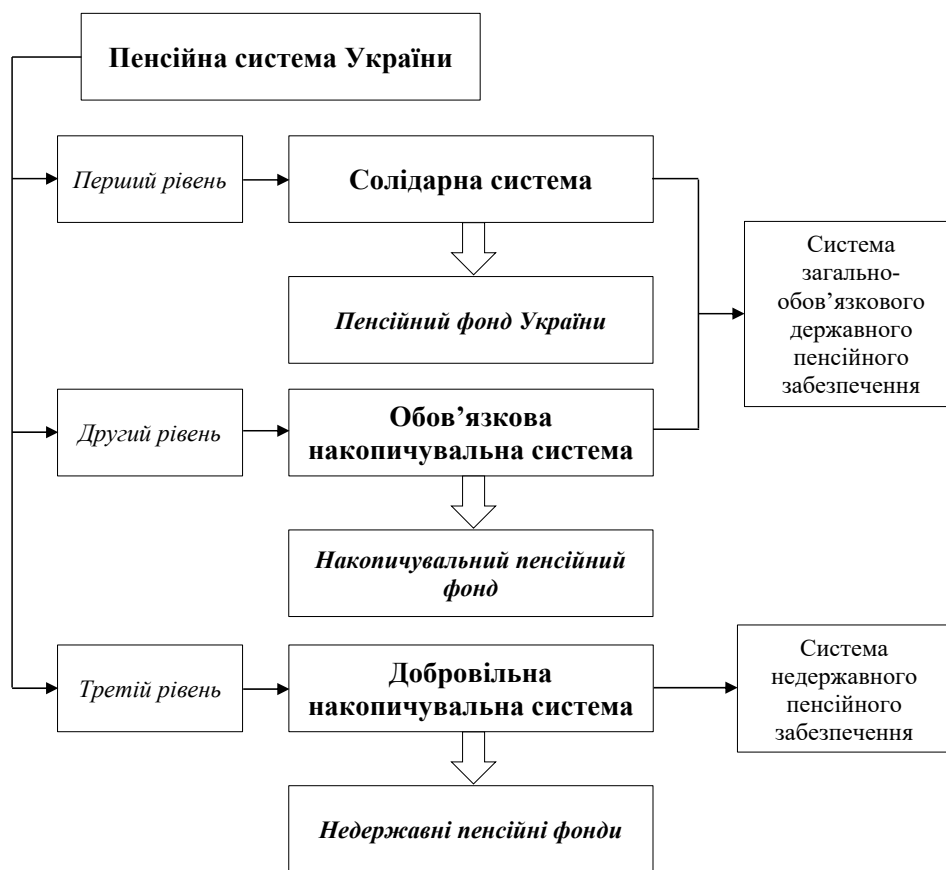 Пенсійна система України
Перший рівень
Солідарна система
Пенсійний фонд України
Система
загально-
обов’язкового
державного
пенсійного
забезпечення
Другий рівень
Обов’язкова
накопичувальна система
Накопичувальний пенсійний
фонд
Третій рівень
Добровільна
накопичувальна система
Система
недержавного
пенсійного
забезпечення
Недержавні пенсійні фонди